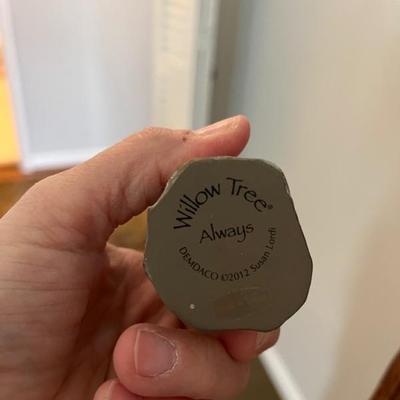 Willow Tree®
Always
DEMDACO ©2012 Susan Lordi